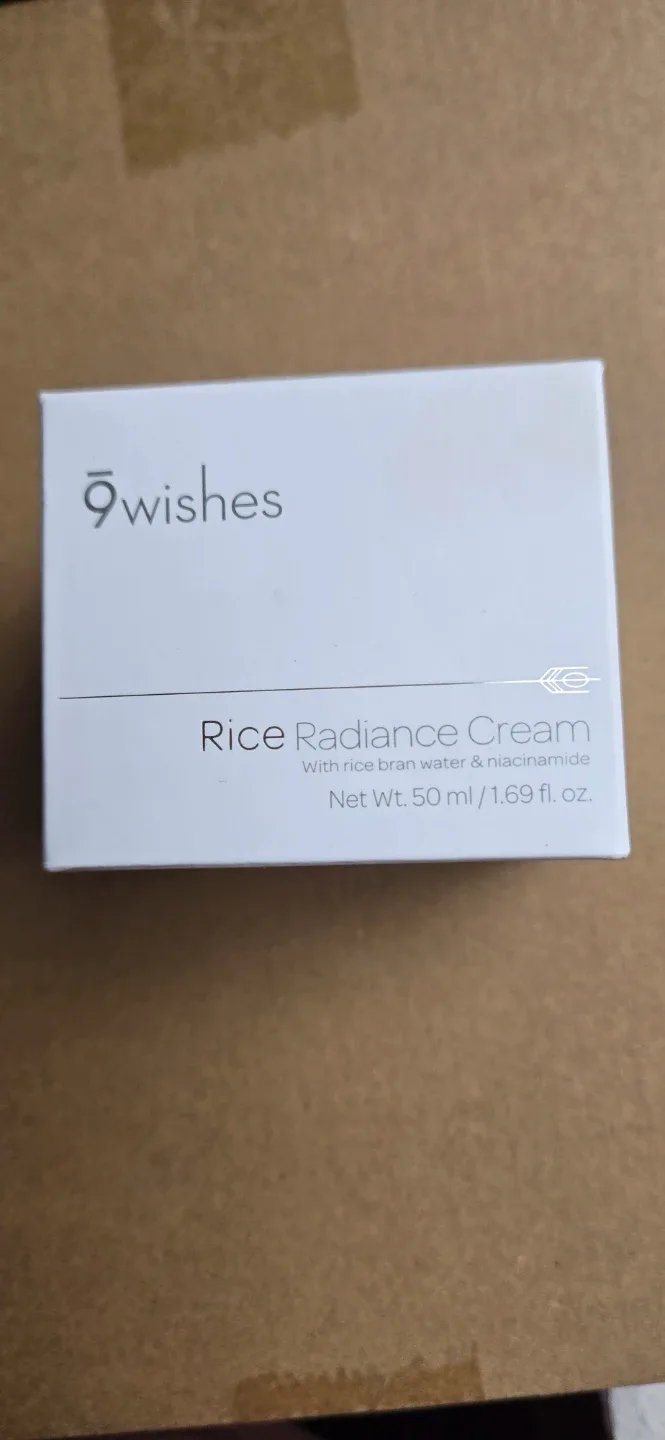 9wishes
Rice Radiance Cream
With rice bran water & niacinamide
Net Wt. 50 ml / 1.69 fl. oz.